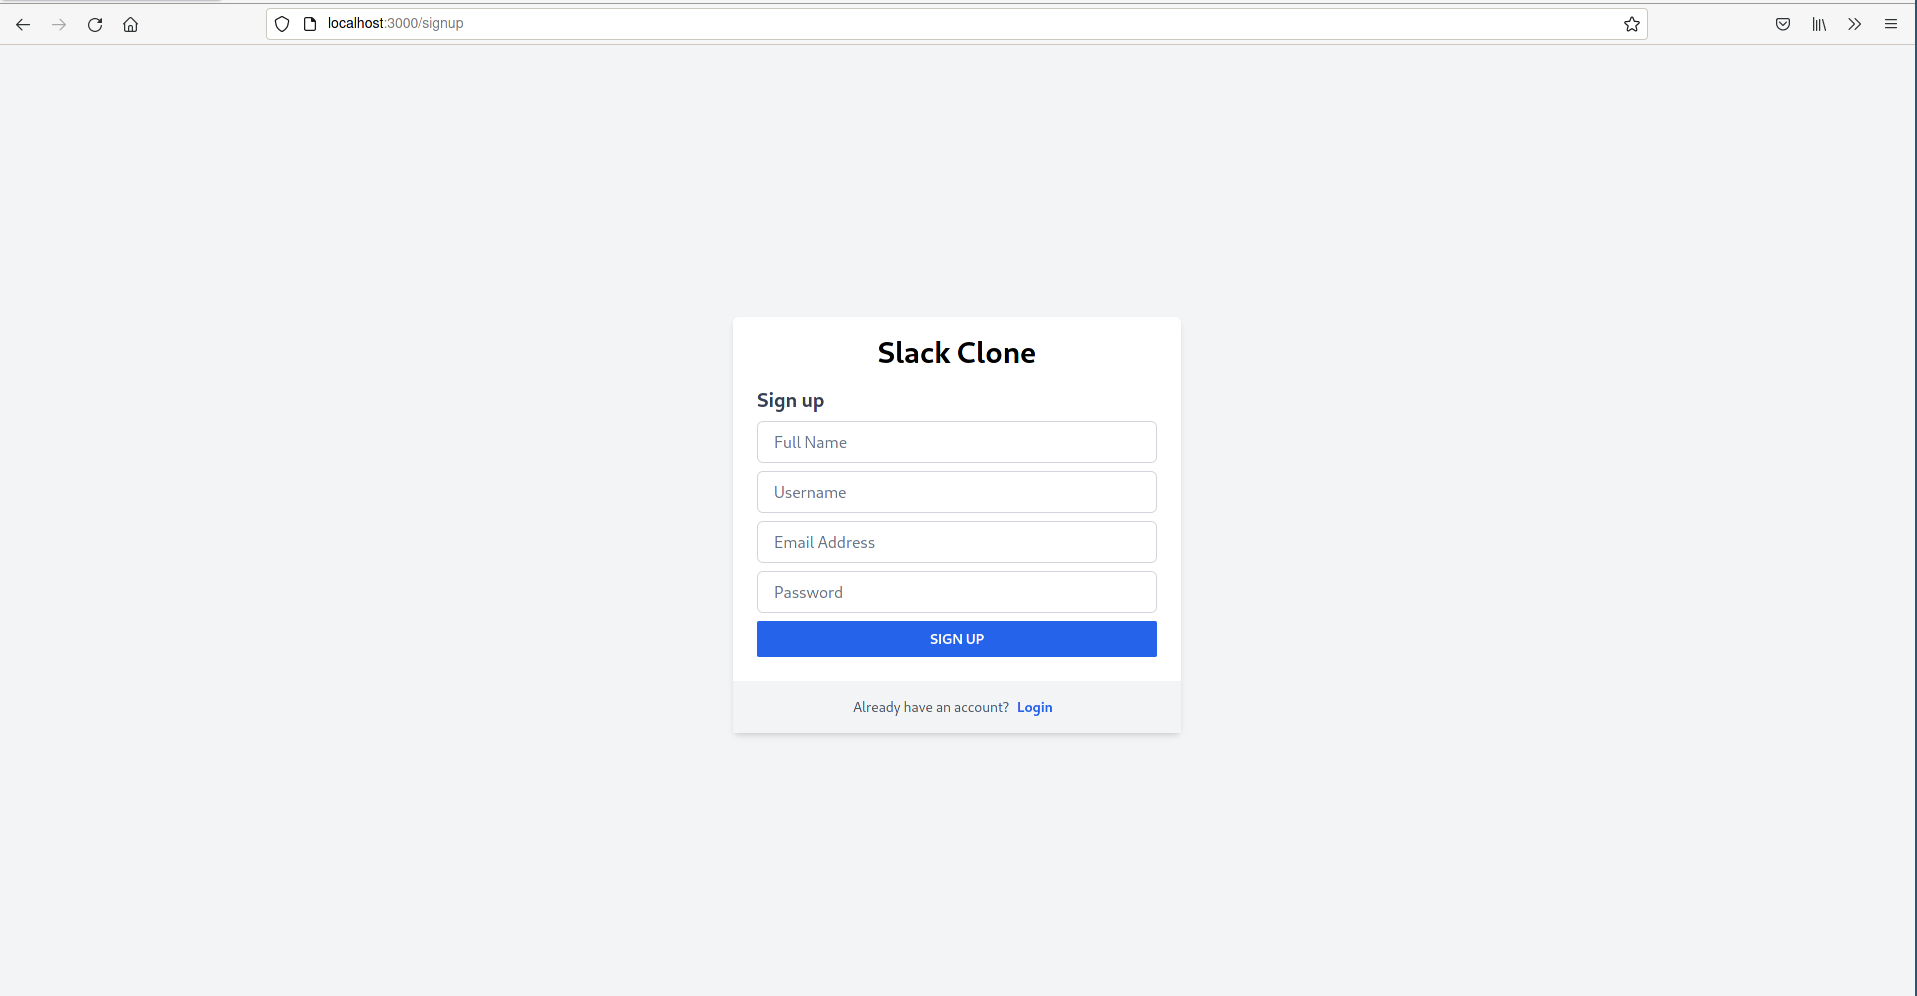 localhost:3000/signup
Slack Clone
Sign up
Full Name
Username
Email Address
Password
SIGN UP
Already have an account? Login